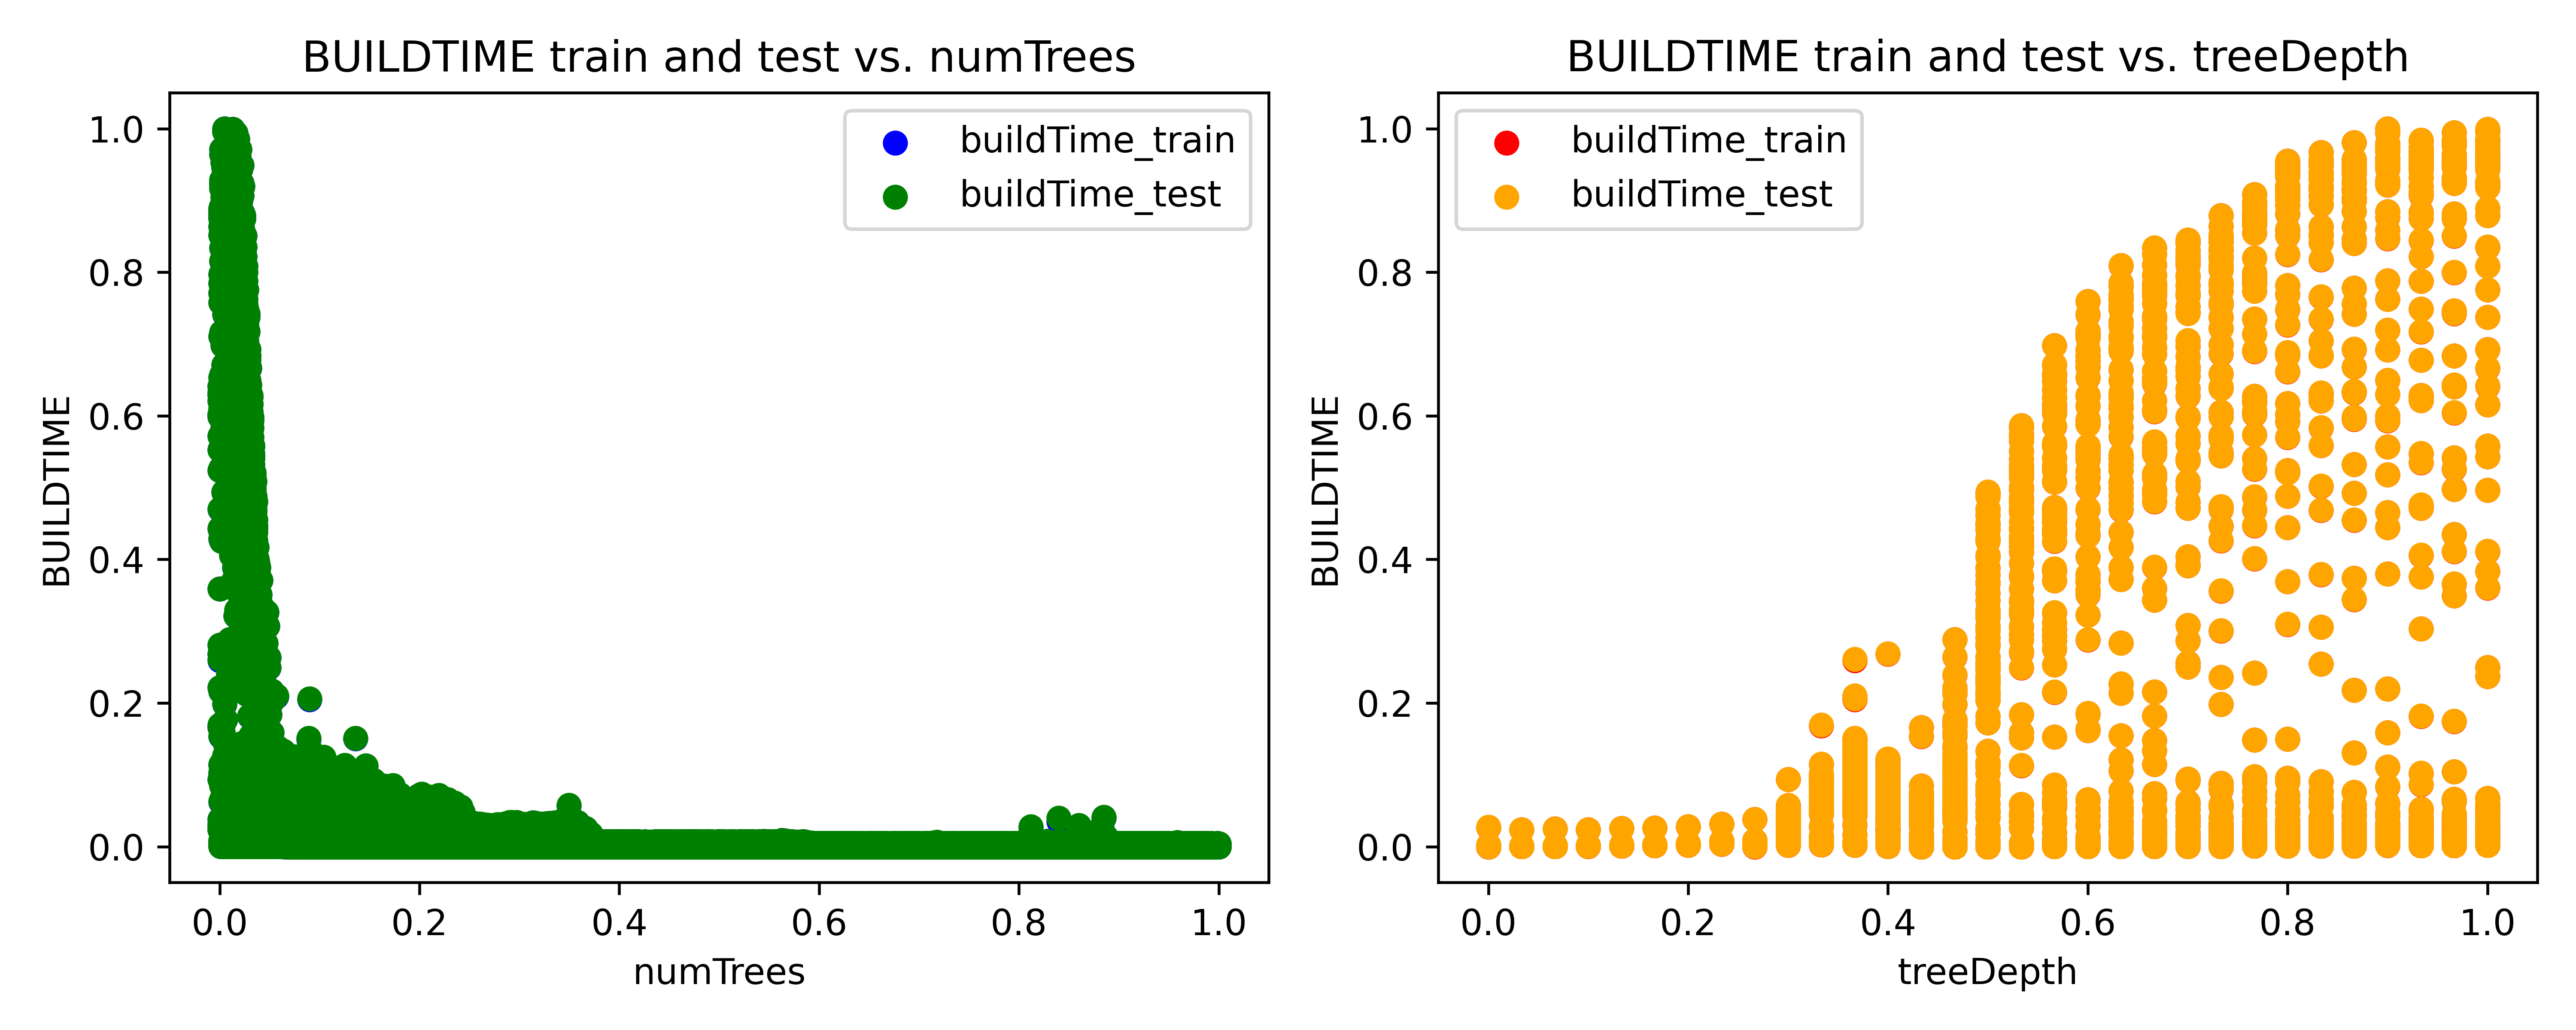 BUILDTIME train and test vs. numTrees
buildTime_train
buildTime_test
1.0
0.8
0.6
0.4
0.2
0.0
BUILDTIME
0.0 0.2 0.4 0.6 0.8 1.0
numTrees
BUILDTIME train and test vs. treeDepth
buildTime_train
buildTime_test
1.0
0.8
0.6
0.4
0.2
0.0
BUILDTIME
0.0 0.2 0.4 0.6 0.8 1.0
treeDepth